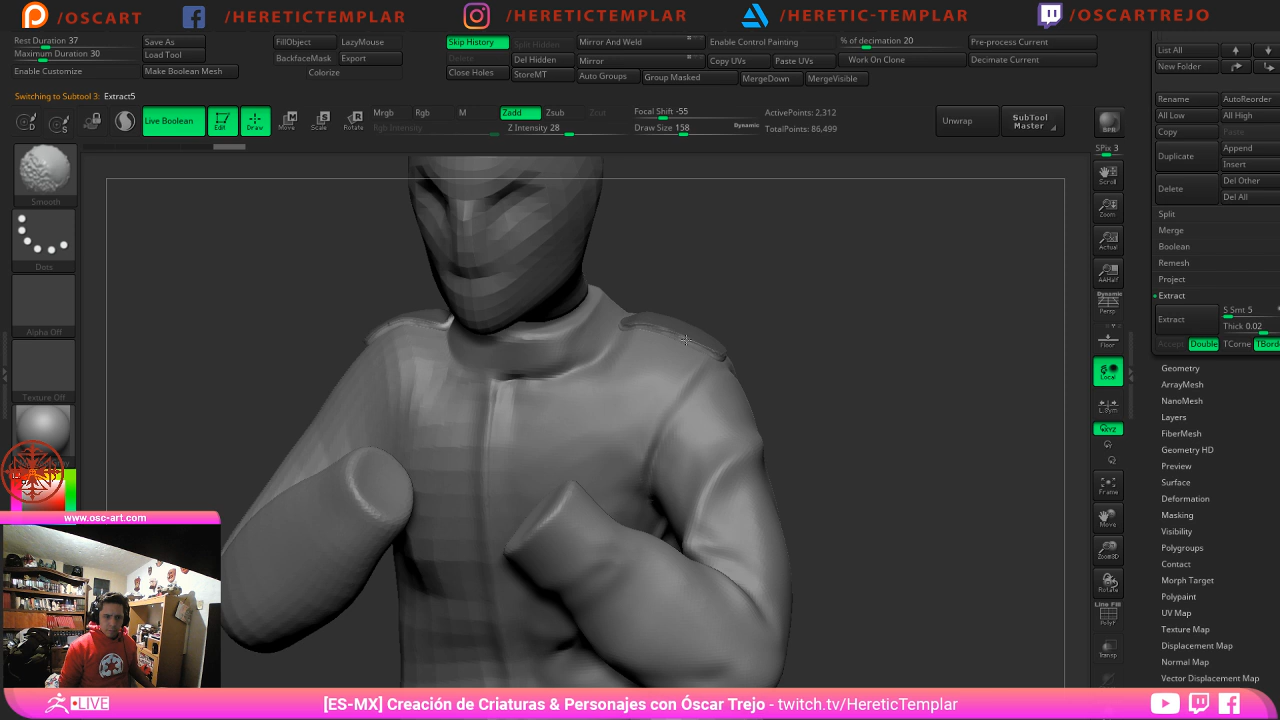 /OSCART
/HERETICTEMPLAR
/HERETICTEMPLAR
/HERETIC-TEMPLAR
/OSCARTREJO
Rest Duration 37
Maximum Duration 30
Enable Customize
Save As
Load Tool
Make Boolean Mesh
FillObject
LazyMouse
BackfaceMask
Export
Colorize
Skip History
Split Hidden
Delete
Del Hidden
Close Holes
StoreMT
Mirror And Weld
Mirror
Auto Groups
Group Masked
Enable Control Painting
Copy UVs
Paste UVs
MergeDown
MergeVisible
% of decimation 20
Work On Clone
Pre-process Current
Decimate Current
Switching to Subtool 3: Extract5
Live Boolean
Edit
Draw
Move
Scale
Rotate
Mrgb
Rgb
M
Rgb Intensity
Zadd
Zsub
Zcut
Z Intensity 28
Focal Shift -55
Draw Size 158
Dynamic
ActivePoints: 2,312
TotalPoints: 86,499
Unwrap
SubTool
Master
BPR
SPix 3
Scroll
Zoom
Actual
AAHalf
Dynamic
Persp
Floor
Local
L.Sym
XYZ
Frame
Move
Zoom3D
Rotate
Line Fill
PolyF
Transp
Smooth
Dots
Alpha Off
Texture Off
List All
New Folder
Rename
AutoReorder
All Low
All High
Copy
Paste
Duplicate
Append
Insert
Delete
Del Other
Del All
Split
Merge
Boolean
Remesh
Project
Extract
Extract
S Smt 5
Thick 0.02
Accept
Double
TCorne
TBord
Geometry
ArrayMesh
NanoMesh
Layers
FiberMesh
Geometry HD
Preview
Surface
Deformation
Masking
Visibility
Polygroups
Contact
Morph Target
Polypaint
UV Map
Texture Map
Displacement Map
Normal Map
Vector Displacement Map
www.osc-art.com
LIVE
[ES-MX] Creación de Criaturas & Personajes con Óscar Trejo - twitch.tv/HereticTemplar